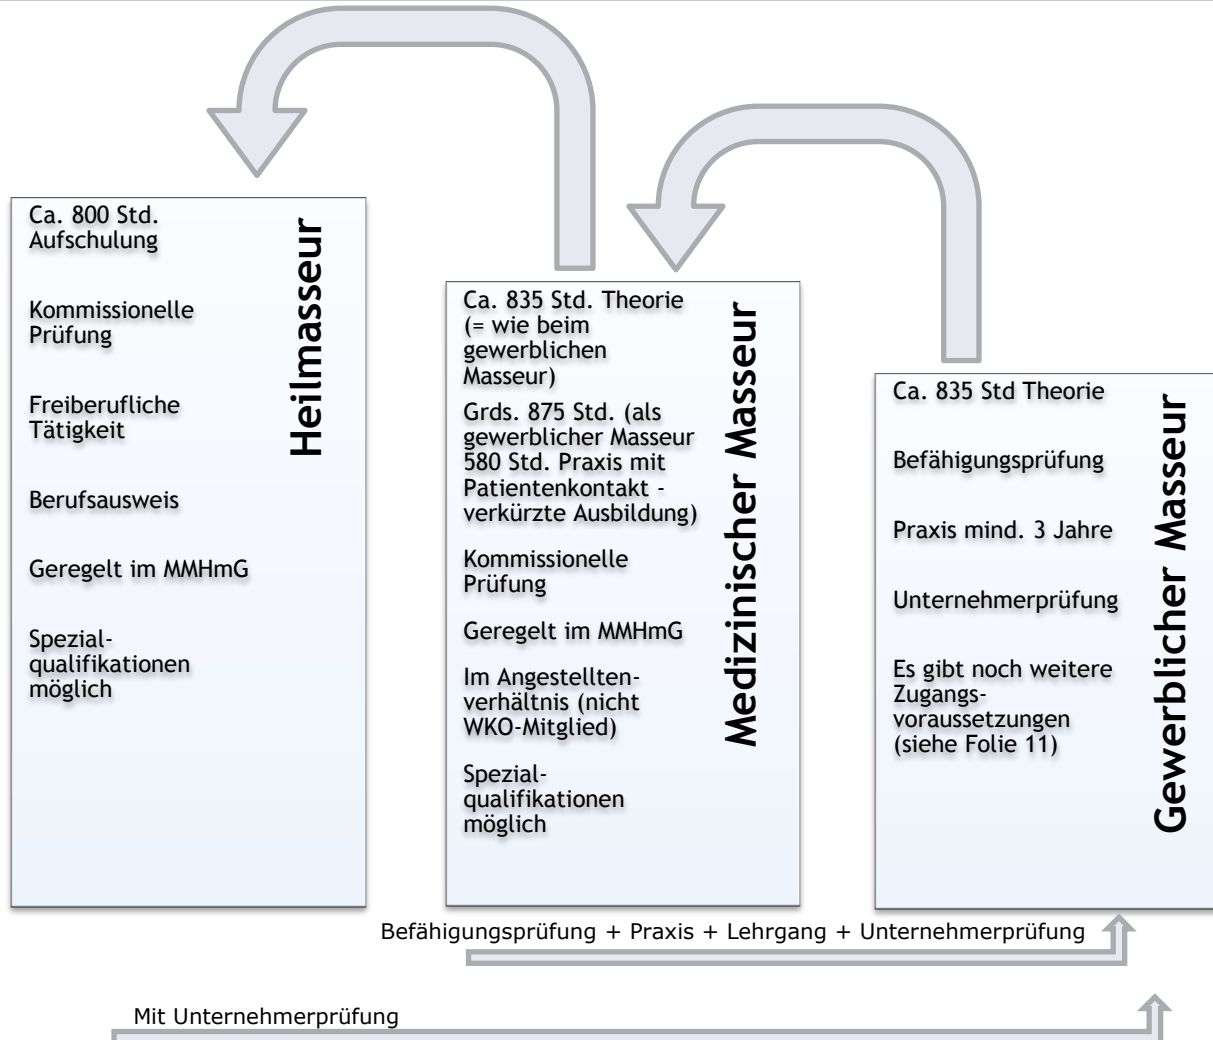 Ca. 800 Std.
Aufschulung
Kommissionelle
Prüfung
Freiberufliche
Tätigkeit
Berufsausweis
Geregelt im MMHmG
Spezial-
qualifikationen
möglich
Heilmasseur
Ca. 835 Std. Theorie
(= wie beim
gewerblichen
Masseur)
Grds. 875 Std. (als
gewerblicher Masseur
580 Std. Praxis mit
Patientenkontakt -
verkürzte Ausbildung)
Kommissionelle
Prüfung
Geregelt im MMHmG
Im Angestellten-
verhältnis (nicht
WKO-Mitglied)
Spezial-
qualifikationen
möglich
Medizinischer Masseur
Ca. 835 Std Theorie
Befähigungsprüfung
Praxis mind. 3 Jahre
Unternehmerprüfung
Es gibt noch weitere
Zugangs-
voraussetzungen
(siehe Folie 11)
Gewerblicher Masseur
Befähigungsprüfung + Praxis + Lehrgang + Unternehmerprüfung
Mit Unternehmerprüfung